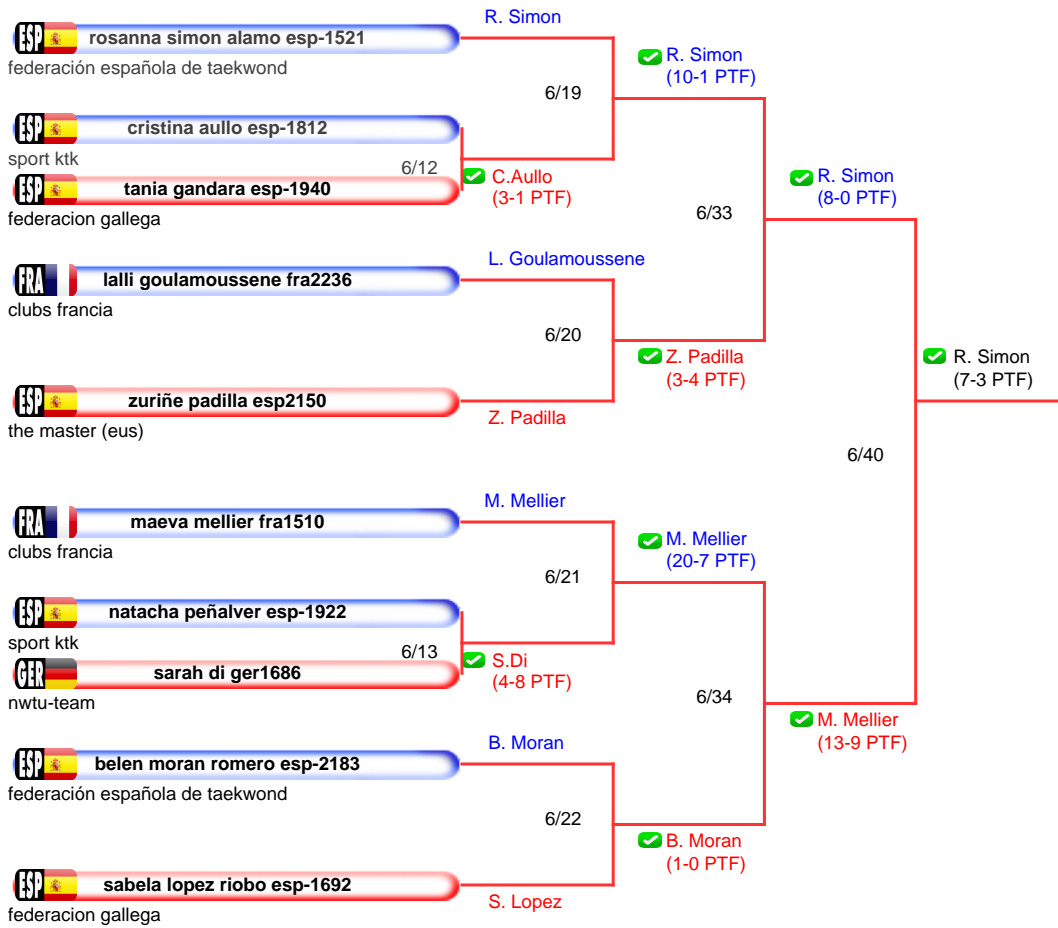 R. Simon
ESP rosanna simon alamo esp-1521
federación española de taekwond
R. Simon
(10-1 PTF)
6/19
ESP cristina aullo esp-1812
sport ktk
6/12
C.Aullo
(3-1 PTF)
ESP tania gandara esp-1940
federacion gallega
R. Simon
(8-0 PTF)
6/33
L. Goulamoussene
FRA lalli goulamoussene fra2236
clubs francia
6/20
Z. Padilla
(3-4 PTF)
R. Simon
(7-3 PTF)
ESP zuriñe padilla esp2150
Z. Padilla
the master (eus)
6/40
M. Mellier
FRA maeva mellier fra1510
clubs francia
M. Mellier
(20-7 PTF)
6/21
ESP natacha peñalver esp-1922
sport ktk
6/13
S.Di
(4-8 PTF)
GER sarah di ger1686
nwtu-team
6/34
M. Mellier
(13-9 PTF)
B. Moran
ESP belen moran romero esp-2183
federación española de taekwond
6/22
B. Moran
(1-0 PTF)
ESP sabela lopez riobo esp-1692
S. Lopez
federacion gallega